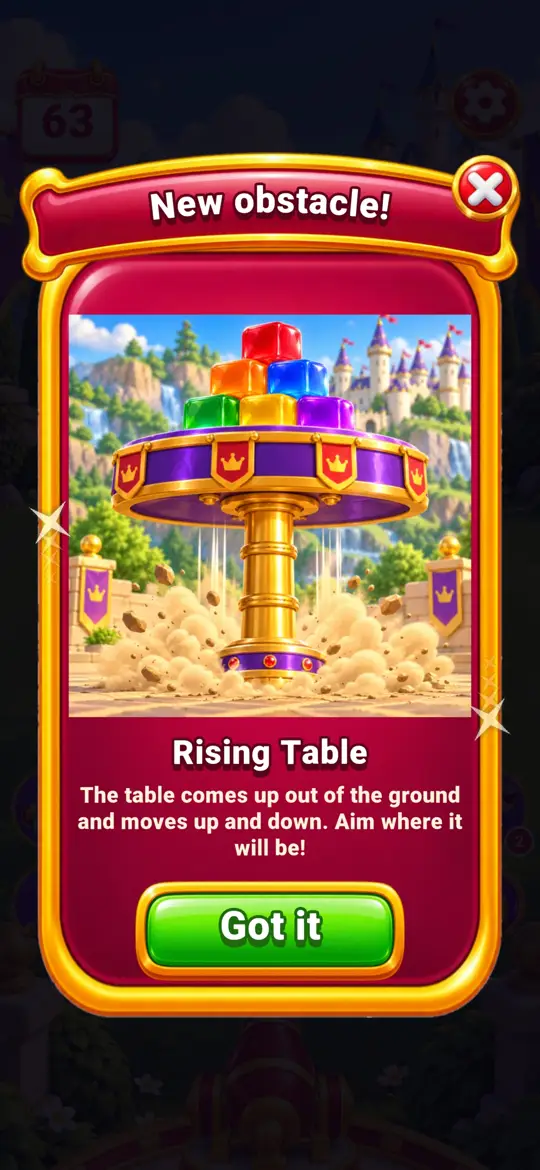 63
New obstacle!
Rising Table
The table comes up out of the ground
and moves up and down. Aim where it
will be!
2
Got it